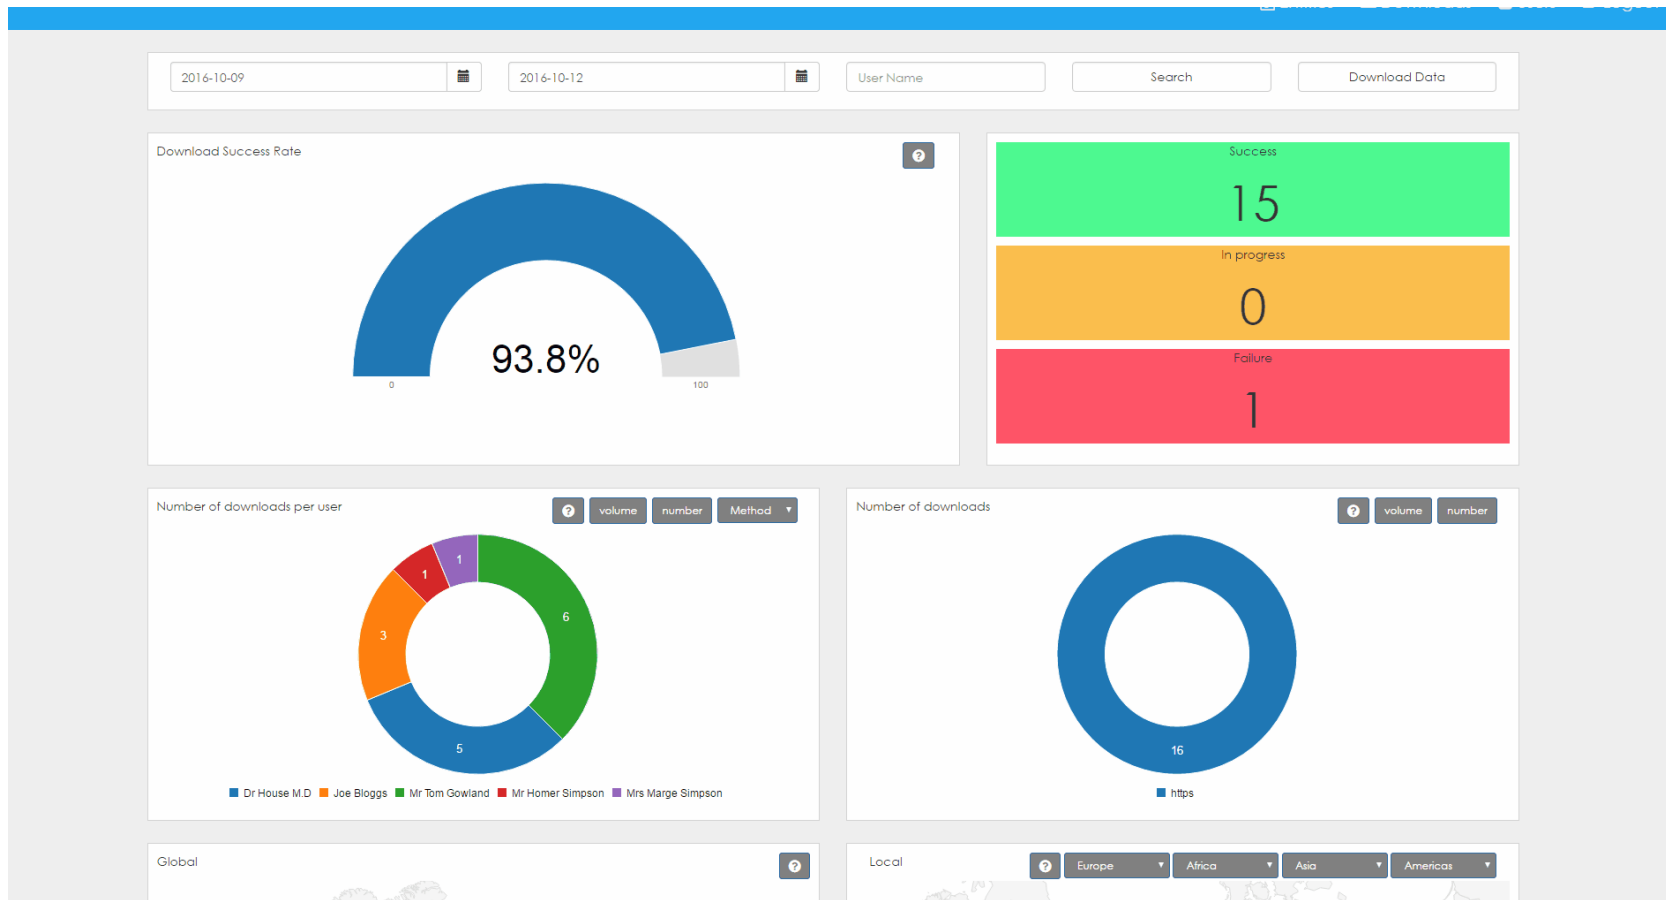 2016-10-09
2016-10-12
User Name
Search
Download Data
Download Success Rate
93.8%
0
100
Success
15
In progress
0
Failure
1
Number of downloads per user
volume
number
Method
1
1
6
3
5
Dr House M.D
Joe Bloggs
Mr Tom Gowland
Mr Homer Simpson
Mrs Marge Simpson
Number of downloads
volume
number
16
https
Global
Local
Europe
Africa
Asia
Americas